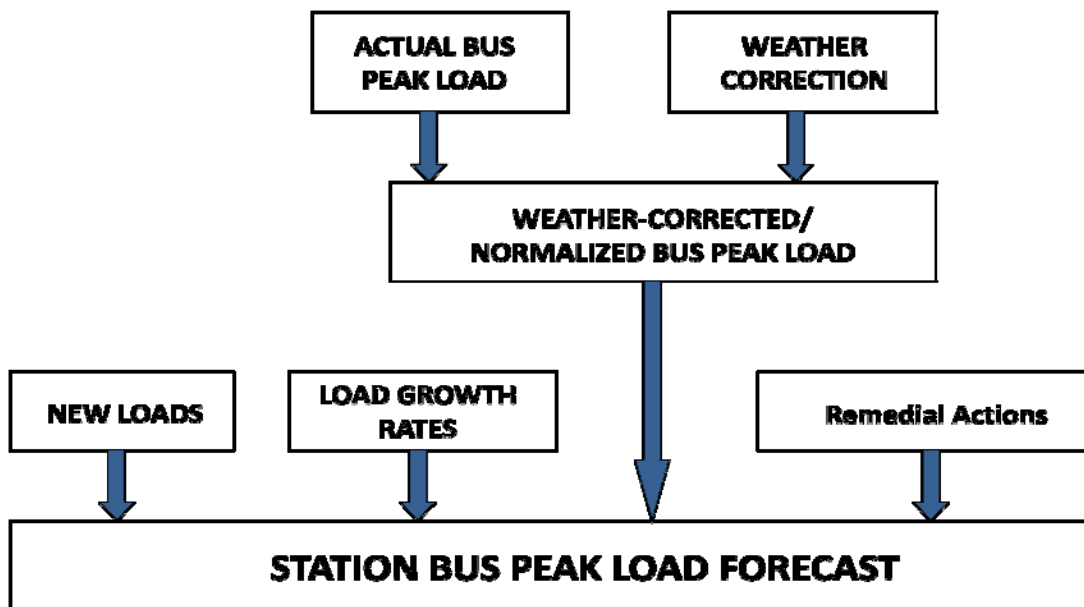 ACTUAL BUS
PEAK LOAD
WEATHER
CORRECTION
WEATHER-CORRECTED/
NORMALIZED BUS PEAK LOAD
NEW LOADS
LOAD GROWTH
RATES
Remedial Actions
STATION BUS PEAK LOAD FORECAST